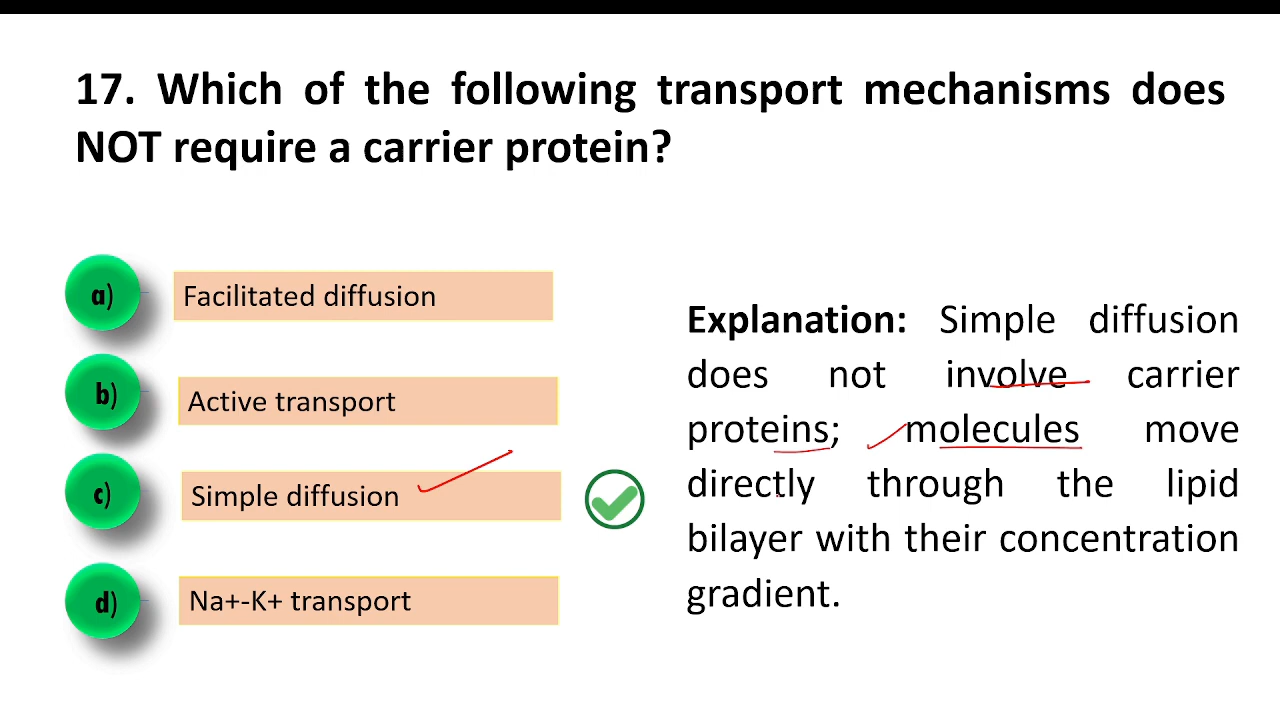 17. Which of the following transport mechanisms does
NOT require a carrier protein?
a) Facilitated diffusion
b) Active transport
c) Simple diffusion
d) Na+-K+ transport
Explanation: Simple diffusion
does not involve carrier
proteins; molecules move
directly through the lipid
bilayer with their concentration
gradient.